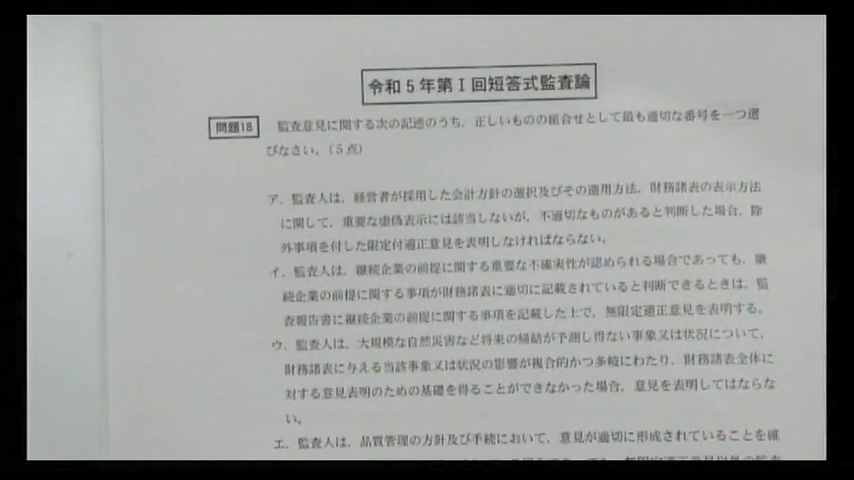 令和5年第Ⅰ回短答式監査論
問題18 監査意見に関する次の記述のうち、正しいものの組合せとして最も適切な番号を一つ選
びなさい。(5点)
ア. 監査人は、経営者が採用した会計方針の選択及びその適用方法、財務諸表の表示方法
に関して、重要な虚偽表示には該当しないが、不適切なものがあると判断した場合、除
外事項を付した限定付適正意見を表明しなければならない。
イ. 監査人は、継続企業の前提に関する重要な不確実性が認められる場合であっても、継
続企業の前提に関する事項が財務諸表に適切に記載されていると判断できるときは、監
査報告書に継続企業の前提に関する事項を記載した上で、無限定適正意見を表明する。
ウ. 監査人は、大規模な自然災害など将来の帰結が予測し得ない事象又は状況について、
財務諸表に与える当該事象又は状況の影響が複合的かつ多岐にわたり、財務諸表全体に
対する意見表明のための基礎を得ることができなかった場合、意見を表明してはならな
い。
エ. 監査人は、品質管理の方針及び手続において、意見が適切に形成されていることを確